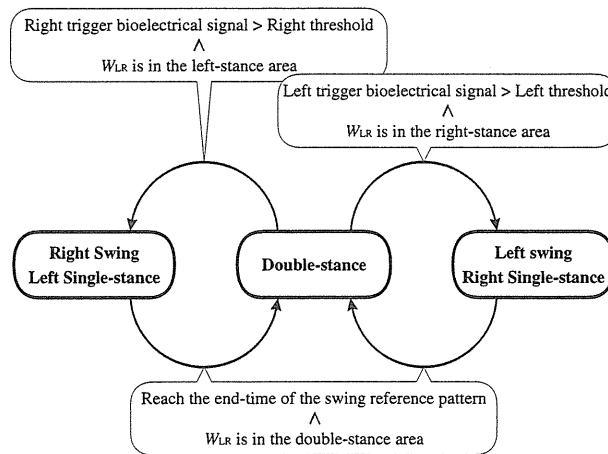 Right trigger bioelectrical signal > Right threshold
∧
WLR is in the left-stance area
Left trigger bioelectrical signal > Left threshold
∧
WLR is in the right-stance area
Right Swing
Left Single-stance
Double-stance
Left swing
Right Single-stance
Reach the end-time of the swing reference pattern
∧
WLR is in the double-stance area